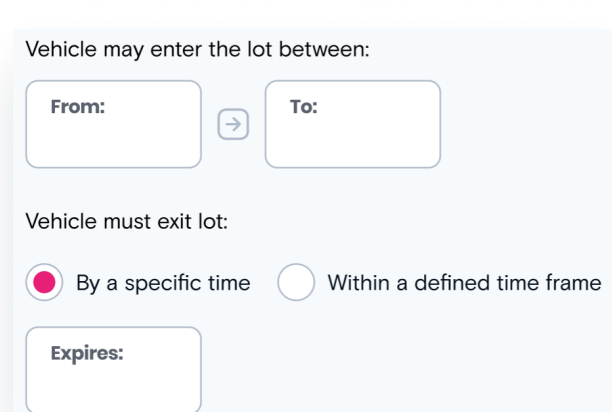 Vehicle may enter the lot between:
From: To:
Vehicle must exit lot:
By a specific time Within a defined time frame
Expires: